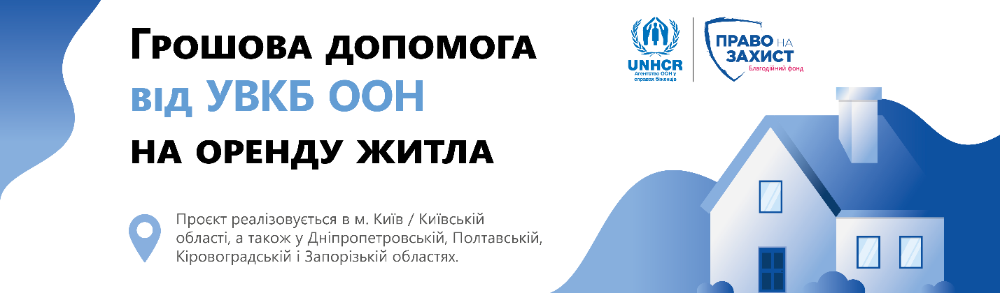 Грошова допомога
від УВКБ ООН
на оренду житла
UNHCR
Агентство ООН у
справах біженців
ПРАВО НА
ЗАХИСТ
Благодійний фонд
Проєкт реалізовується в м. Київ / Київській
області, а також у Дніпропетровській, Полтавській,
Кіровоградській і Запорізькій областях.